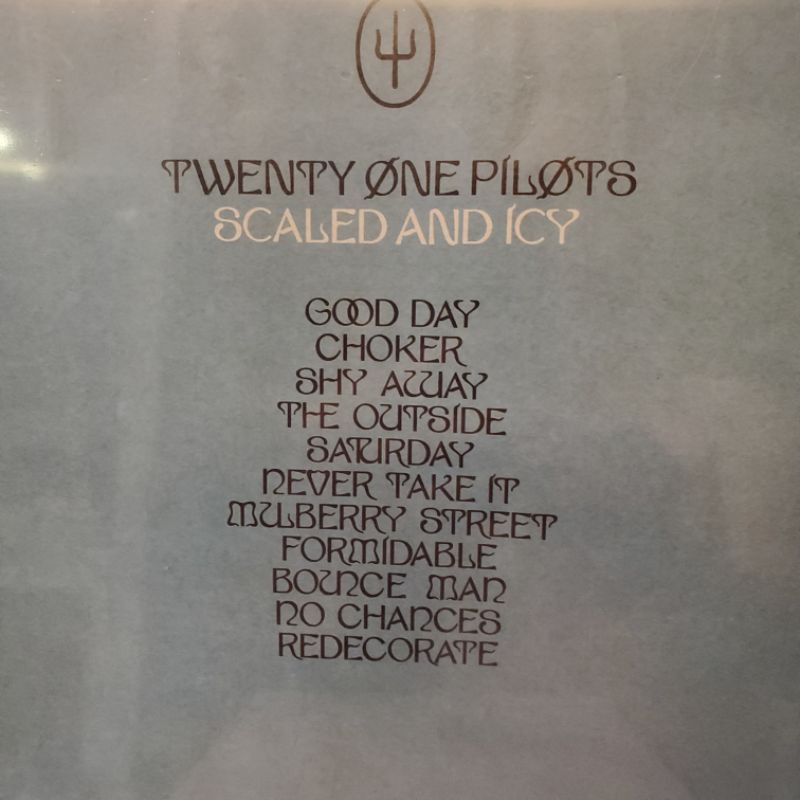 TWENTY ØNE PILØTS
SCALED AND ICY
GOOD DAY
CHOKER
SHY AWAY
THE OUTSIDE
SATURDAY
NEVER TAKE IT
MULBERRY STREET
FORMIDABLE
BOUNCE MAN
NO CHANCES
REDECORATE